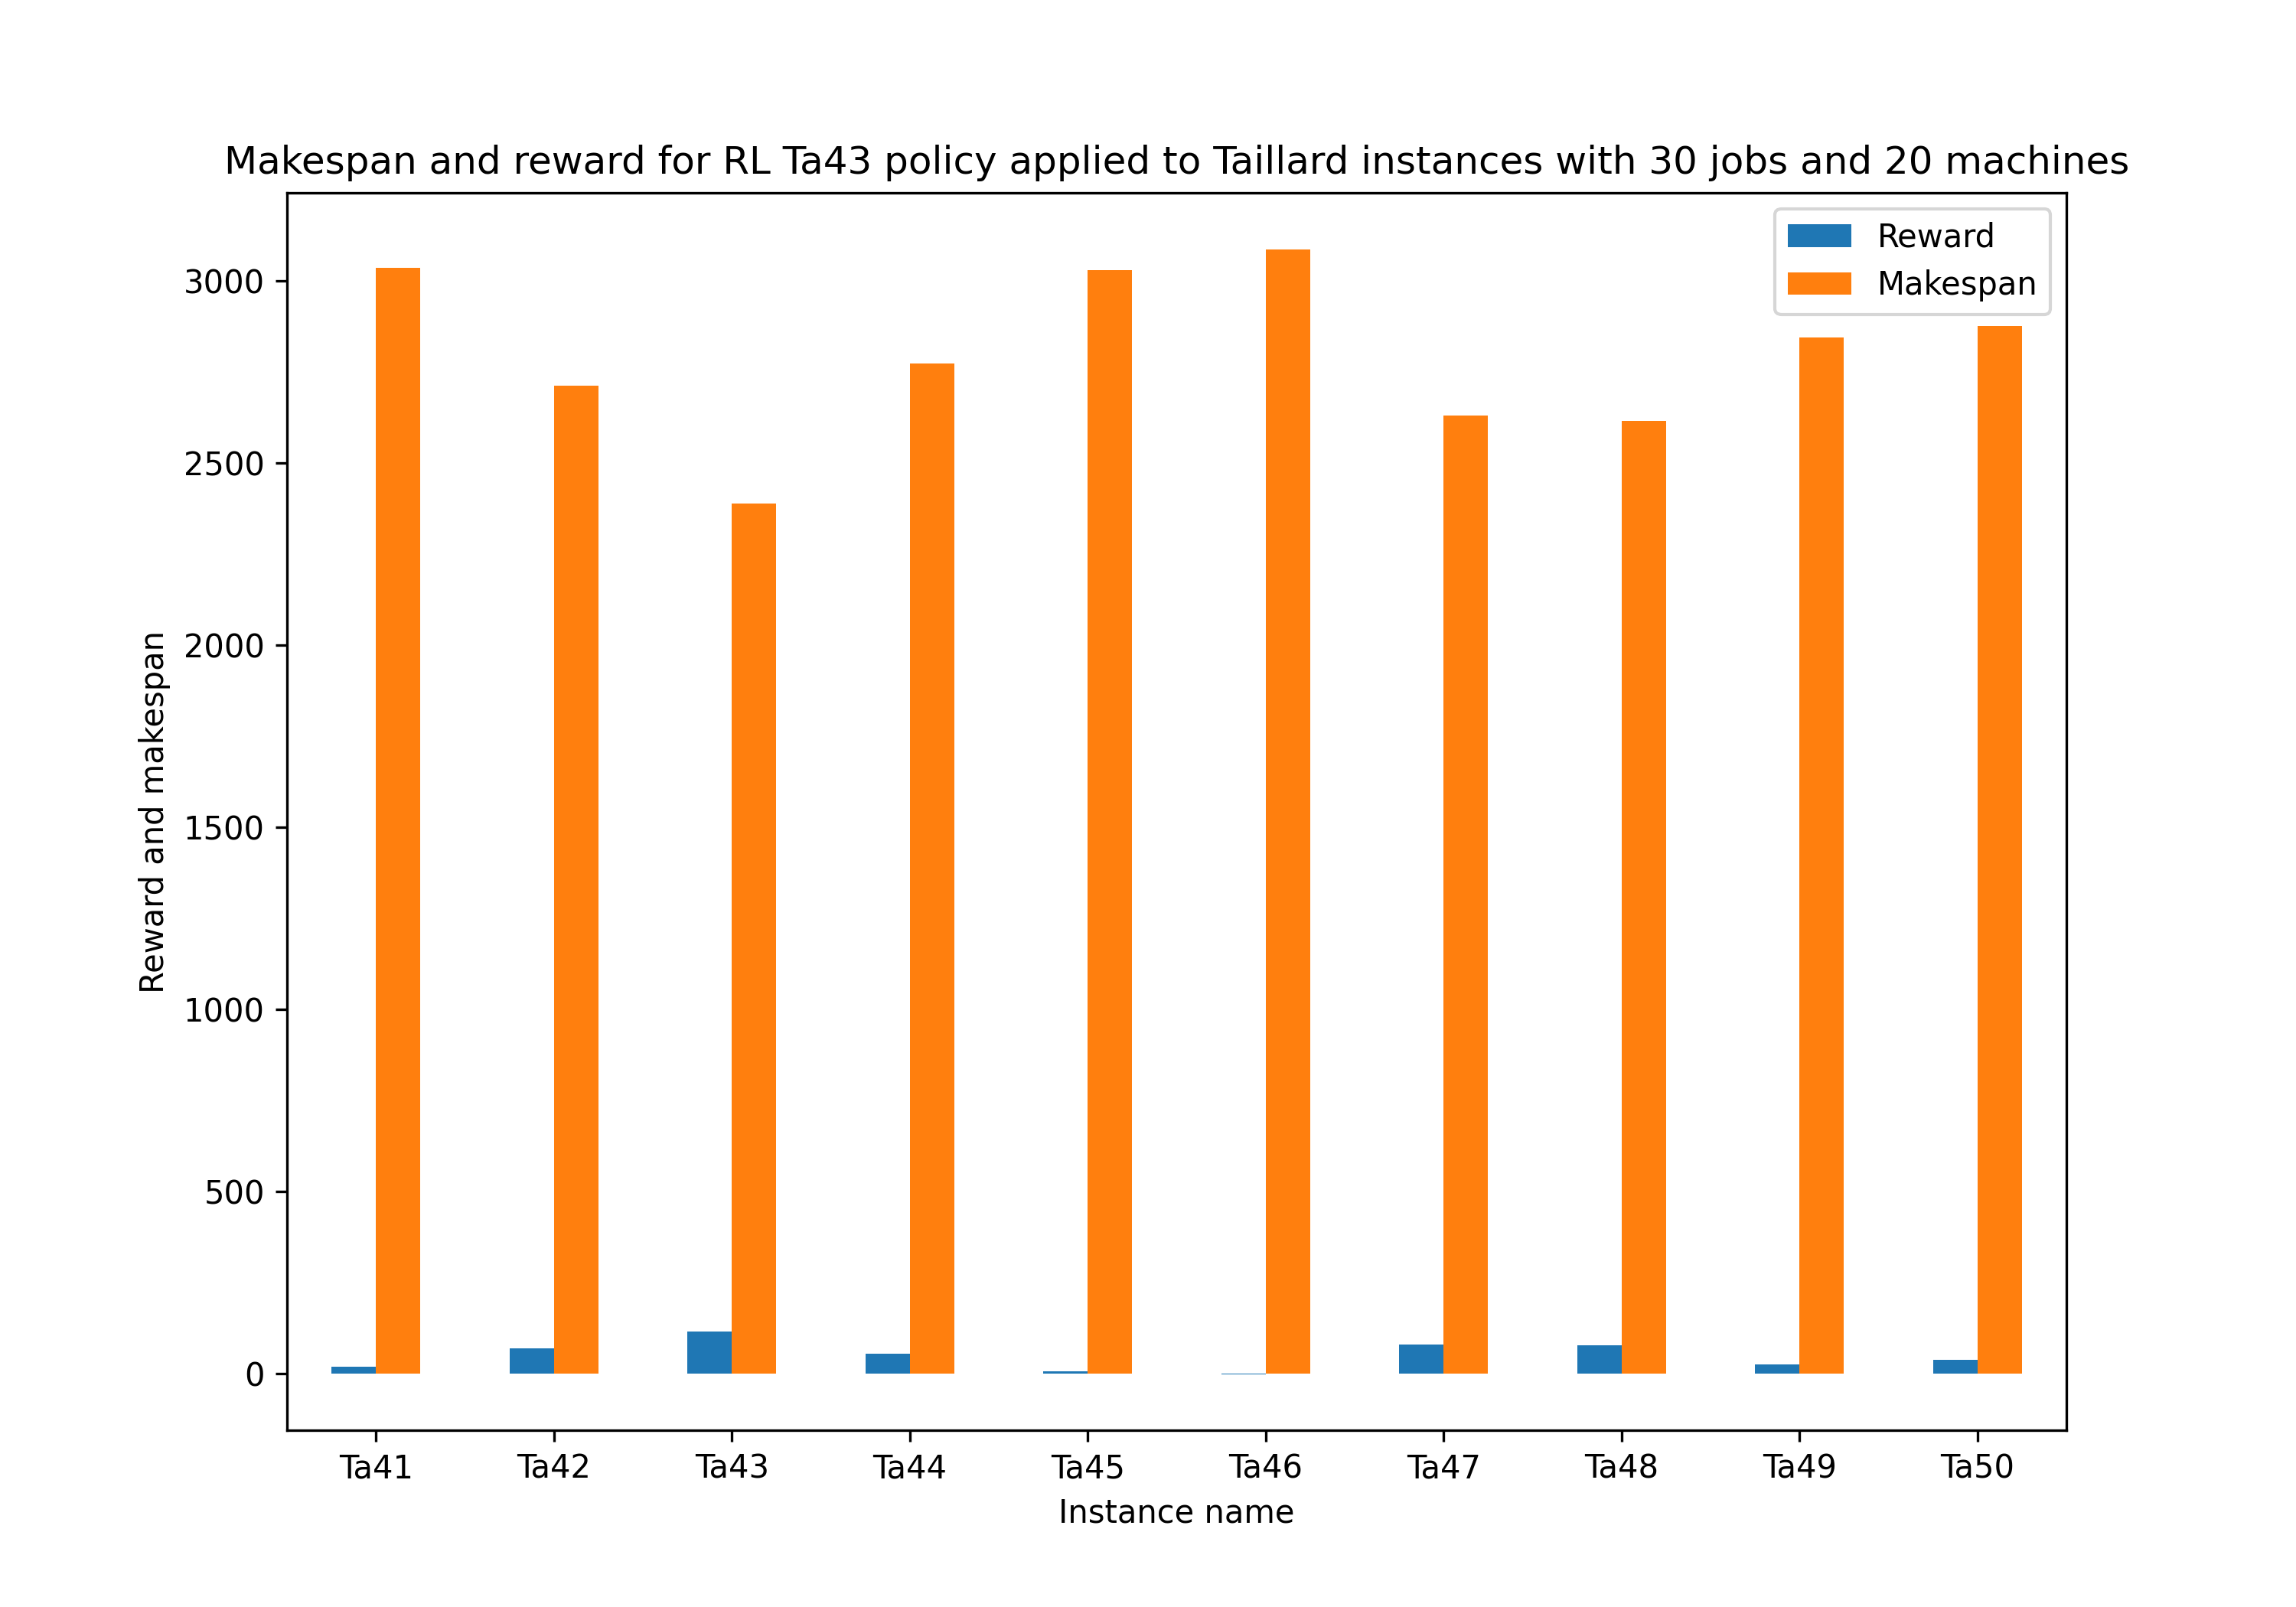 Makespan and reward for RL Ta43 policy applied to Taillard instances with 30 jobs and 20 machines
Reward
Makespan
3000
2500
2000
1500
1000
500
0
Reward and makespan
Ta41 Ta42 Ta43 Ta44 Ta45 Ta46 Ta47 Ta48 Ta49 Ta50
Instance name